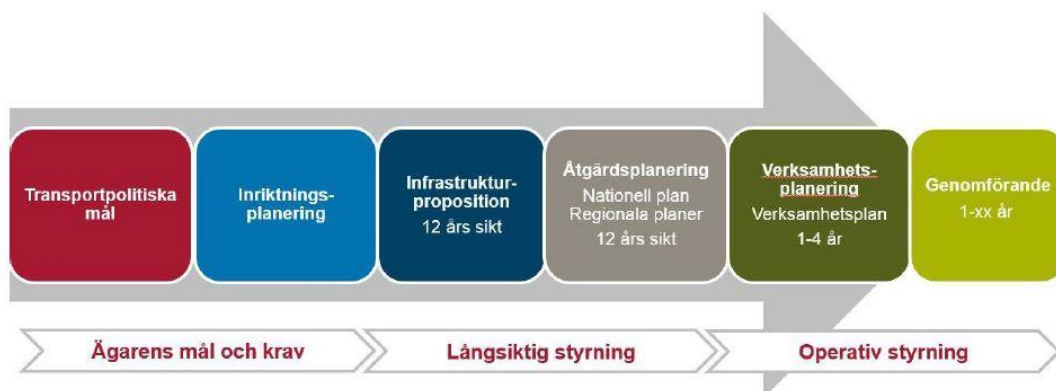 Transportpolitiska
mål
Inriktnings-
planering
Infrastruktur-
proposition
12 års sikt
Åtgärdsplanering
Nationell plan
Regionala planer
12 års sikt
Verksamhets-
planering
Verksamhetsplan
1-4 år
Genomförande
1-xx år
Ägarens mål och krav
Långsiktig styrning
Operativ styrning